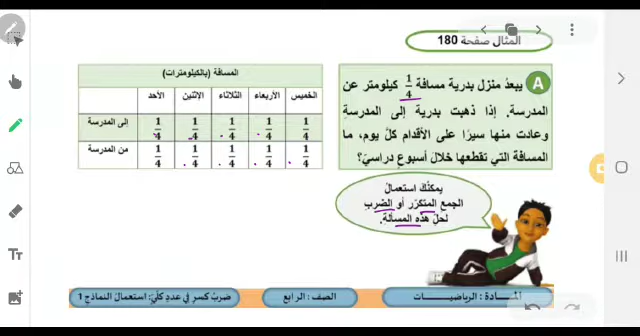 المثال صفحة 180
A يبعدُ منزل بدرية مسافة 1/4 كيلومتر عن
المدرسة. إذا ذهبت بدرية إلى المدرسةِ
وعادت منها سيرًا على الأقدام كلَّ يوم، ما
المسافة التي تقطعها خلال أسبوعٍ دراسيّ؟
المسافة (بالكيلومترات)
الأحد الاثنين الثلاثاء الأربعاء الخميس
إلى المدرسة 1/4 1/4 1/4 1/4 1/4
من المدرسة 1/4 1/4 1/4 1/4 1/4
يمكنكَ استعمالُ
الجمع المتكرّر أو الضربِ
لحلّ هذه المسألة.
المـــادة : الرياضيـــــات
الصف : الرابع
ضربُ كسرٍ في عددٍ كلّيّ: استعمالُ النماذجِ 1
Tт